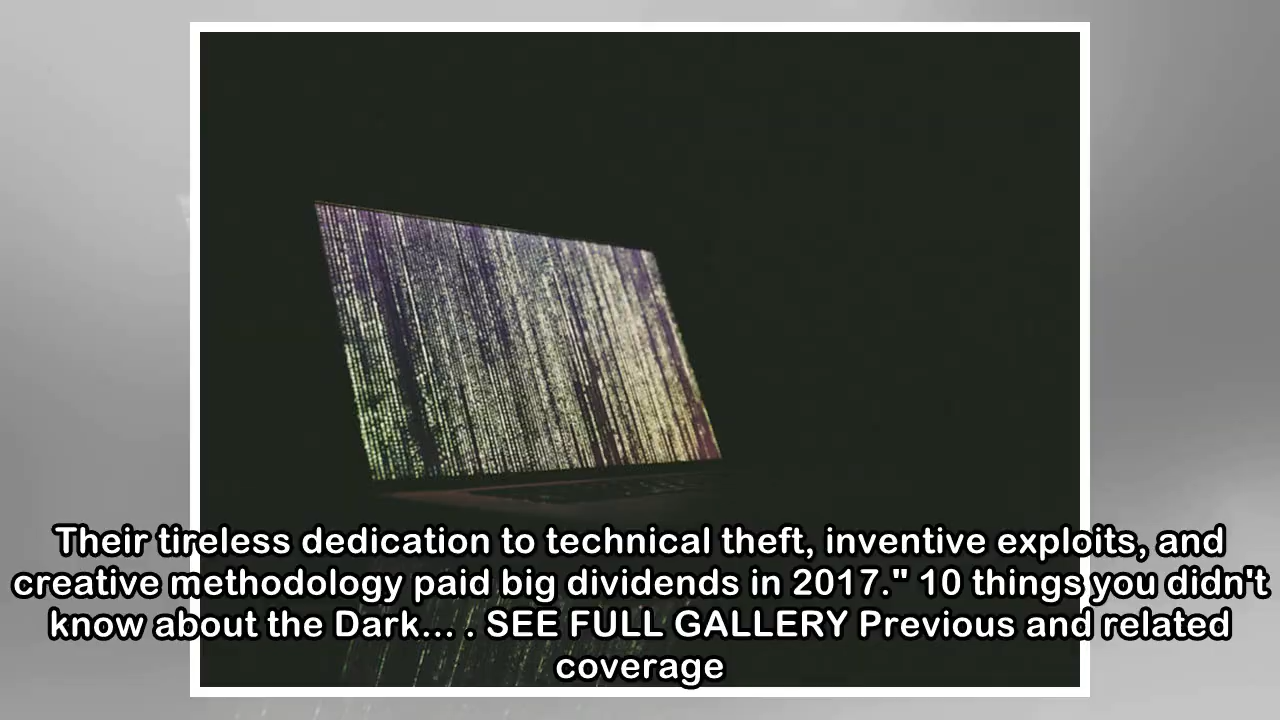 Their tireless dedication to technical theft, inventive exploits, and
creative methodology paid big dividends in 2017." 10 things you didn't
know about the Dark... . SEE FULL GALLERY Previous and related
coverage